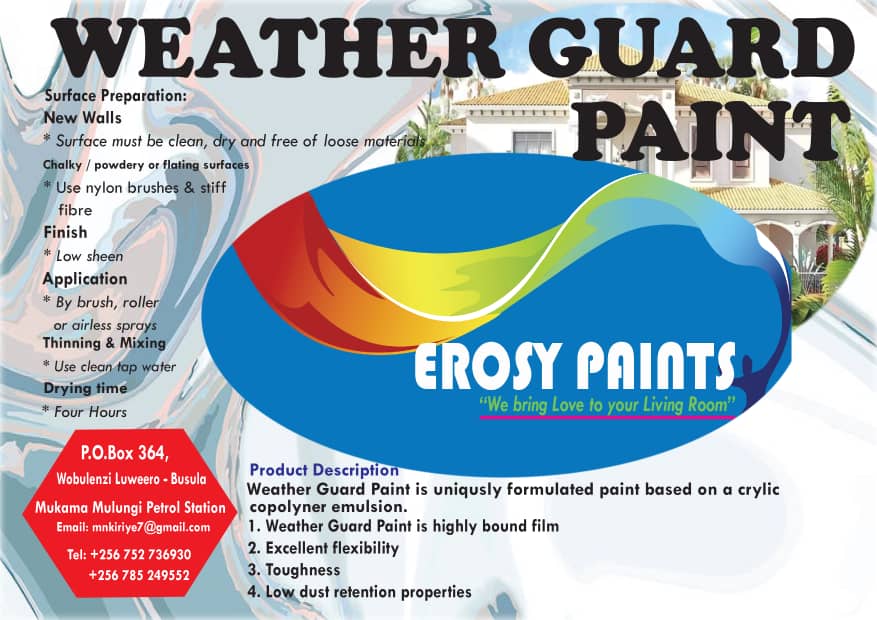 WEATHER GUARD
PAINT
Surface Preparation:
New Walls
* Surface must be clean, dry and free of loose materials
Chalky / powdery or flating surfaces
* Use nylon brushes & stiff
fibre
Finish
* Low sheen
Application
* By brush, roller
or airless sprays
Thinning & Mixing
* Use clean tap water
Drying time
* Four Hours
EROSY PAINTS
“We bring Love to your Living Room”
P.O.Box 364,
Wobulenzi Luweero - Busula
Mukama Mulungi Petrol Station
Email: mnkiriye7@gmail.com
Tel: +256 752 736930
+256 785 249552
Product Description
Weather Guard Paint is uniqusly formulated paint based on a crylic
copolyner emulsion.
1. Weather Guard Paint is highly bound film
2. Excellent flexibility
3. Toughness
4. Low dust retention properties